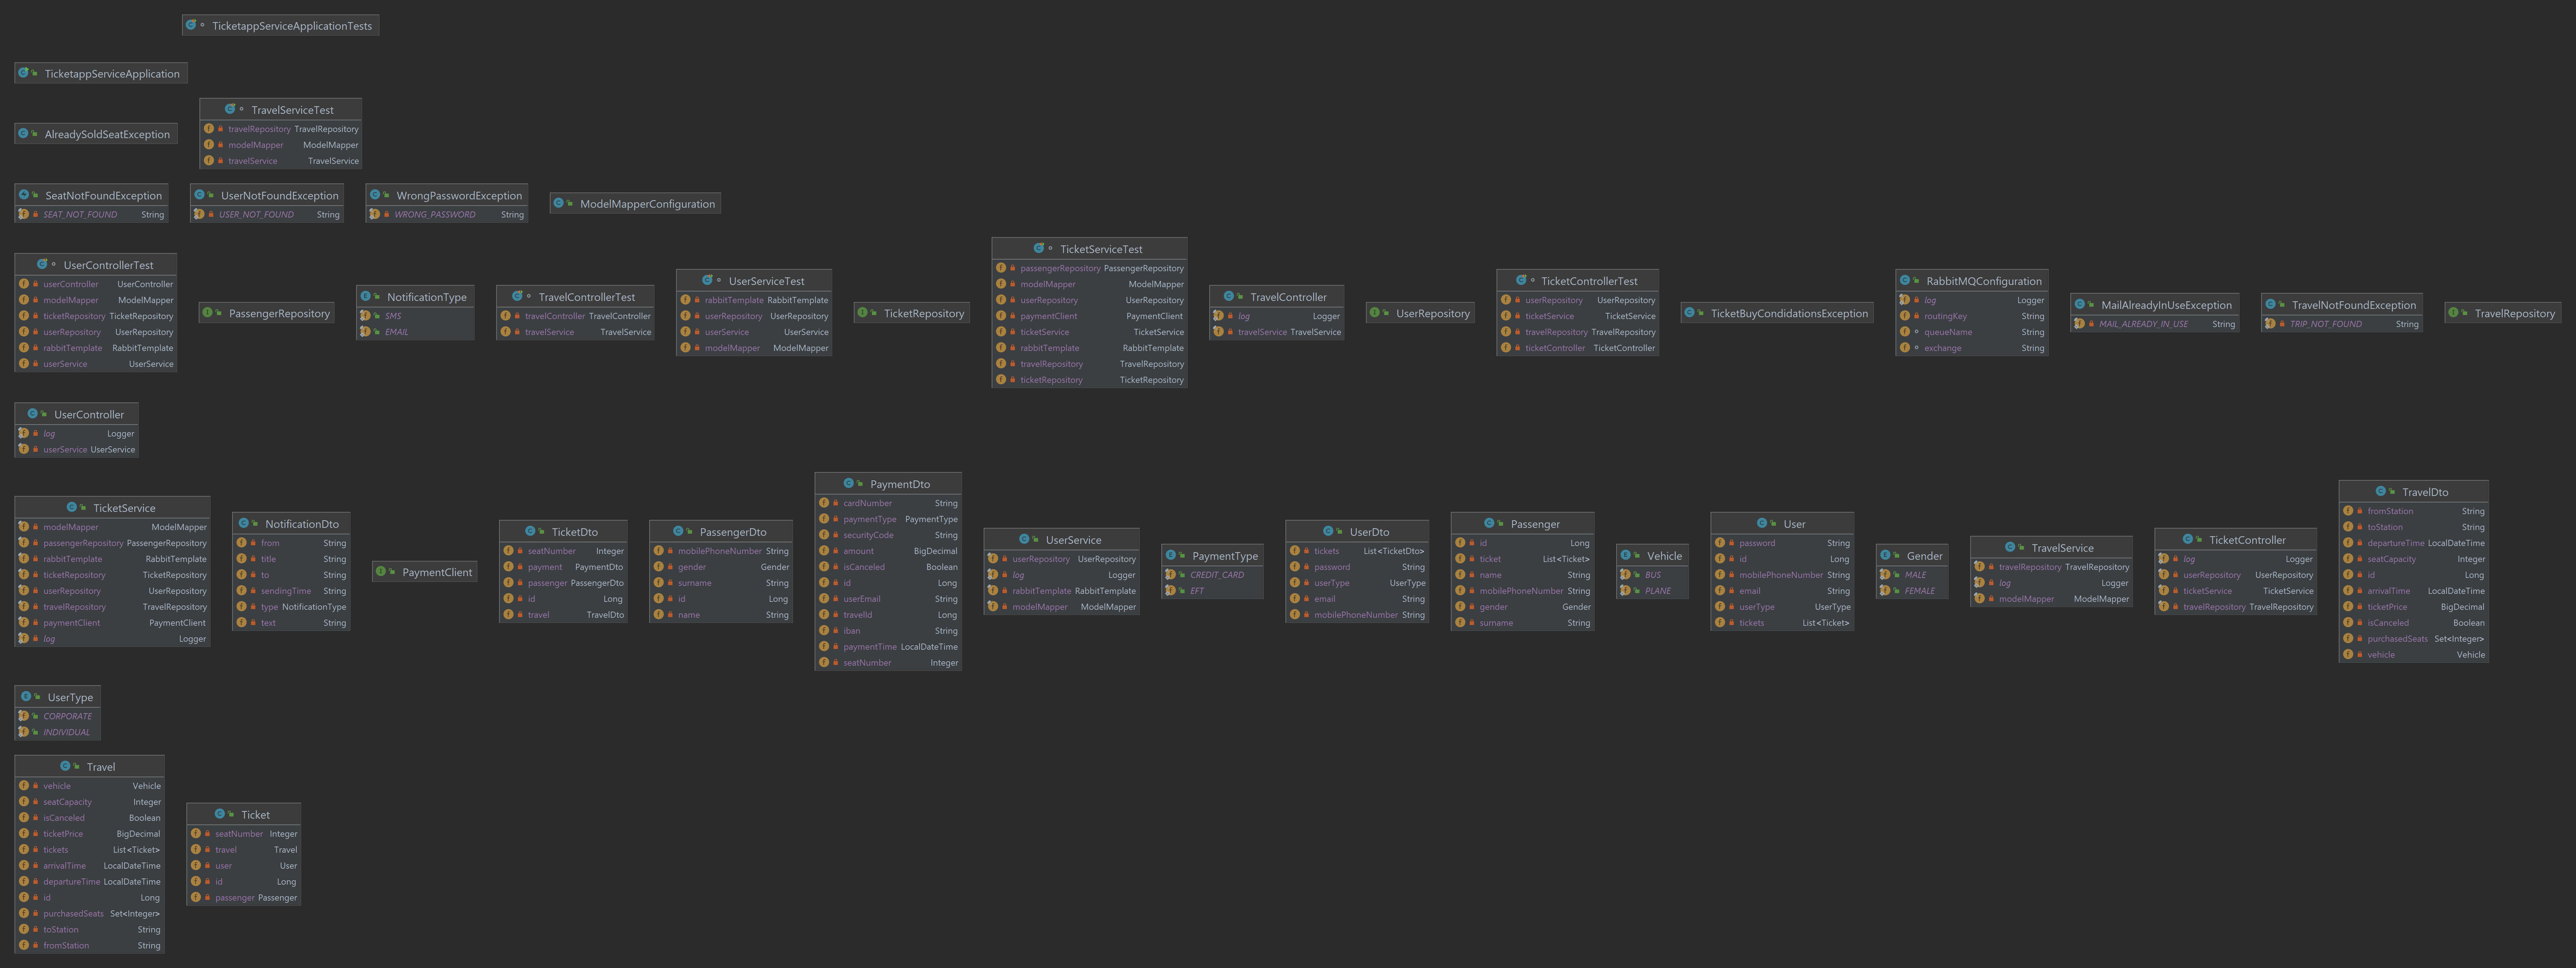 TicketappServiceApplicationTests
TicketappServiceApplication
TravelServiceTest
travelRepository TravelRepository
modelMapper ModelMapper
travelService TravelService
AlreadySoldSeatException
SeatNotFoundException
SEAT_NOT_FOUND String
UserNotFoundException
USER_NOT_FOUND String
WrongPasswordException
WRONG_PASSWORD String
ModelMapperConfiguration
UserControllerTest
userController UserController
modelMapper ModelMapper
ticketRepository TicketRepository
userRepository UserRepository
rabbitTemplate RabbitTemplate
userService UserService
PassengerRepository
NotificationType
SMS
EMAIL
TravelControllerTest
travelController TravelController
travelService TravelService
UserServiceTest
rabbitTemplate RabbitTemplate
userRepository UserRepository
userService UserService
modelMapper ModelMapper
TicketRepository
TicketServiceTest
passengerRepository PassengerRepository
modelMapper ModelMapper
userRepository UserRepository
paymentClient PaymentClient
ticketService TicketService
rabbitTemplate RabbitTemplate
travelRepository TravelRepository
ticketRepository TicketRepository
TravelController
log Logger
travelService TravelService
UserRepository
TicketControllerTest
userRepository UserRepository
ticketService TicketService
travelRepository TravelRepository
ticketController TicketController
TicketBuyCondidationsException
RabbitMQConfiguration
log Logger
routingKey String
queueName String
exchange String
MailAlreadyInUseException
MAIL_ALREADY_IN_USE String
TravelNotFoundException
TRIP_NOT_FOUND String
TravelRepository
UserController
log Logger
userService UserService
TicketService
modelMapper ModelMapper
passengerRepository PassengerRepository
rabbitTemplate RabbitTemplate
ticketRepository TicketRepository
userRepository UserRepository
travelRepository TravelRepository
paymentClient PaymentClient
log Logger
NotificationDto
from String
title String
to String
sendingTime String
type NotificationType
text String
PaymentClient
TicketDto
seatNumber Integer
payment PaymentDto
passenger PassengerDto
id Long
travel TravelDto
PassengerDto
mobilePhoneNumber String
gender Gender
surname String
id Long
name String
PaymentDto
cardNumber String
paymentType PaymentType
securityCode String
amount BigDecimal
isCanceled Boolean
id Long
userEmail String
travelId Long
iban String
paymentTime LocalDateTime
seatNumber Integer
UserService
userRepository UserRepository
log Logger
rabbitTemplate RabbitTemplate
modelMapper ModelMapper
PaymentType
CREDIT_CARD
EFT
UserDto
tickets List<TicketDto>
password String
userType UserType
id Long
email String
mobilePhoneNumber String
Passenger
id Long
ticket List<Ticket>
name String
mobilePhoneNumber String
gender Gender
surname String
Vehicle
BUS
PLANE
User
password String
id Long
mobilePhoneNumber String
email String
userType UserType
tickets List<Ticket>
Gender
MALE
FEMALE
TravelService
travelRepository TravelRepository
log Logger
modelMapper ModelMapper
TicketController
log Logger
userRepository UserRepository
ticketService TicketService
travelRepository TravelRepository
TravelDto
fromStation String
toStation String
departureTime LocalDateTime
seatCapacity Integer
id Long
arrivalTime LocalDateTime
ticketPrice BigDecimal
isCanceled Boolean
purchasedSeats Set<Integer>
vehicle Vehicle
UserType
CORPORATE
INDIVIDUAL
Travel
vehicle Vehicle
seatCapacity Integer
isCanceled Boolean
ticketPrice BigDecimal
tickets List<Ticket>
arrivalTime LocalDateTime
departureTime LocalDateTime
id Long
purchasedSeats Set<Integer>
toStation String
fromStation String
Ticket
seatNumber Integer
travel Travel
user User
id Long
passenger Passenger